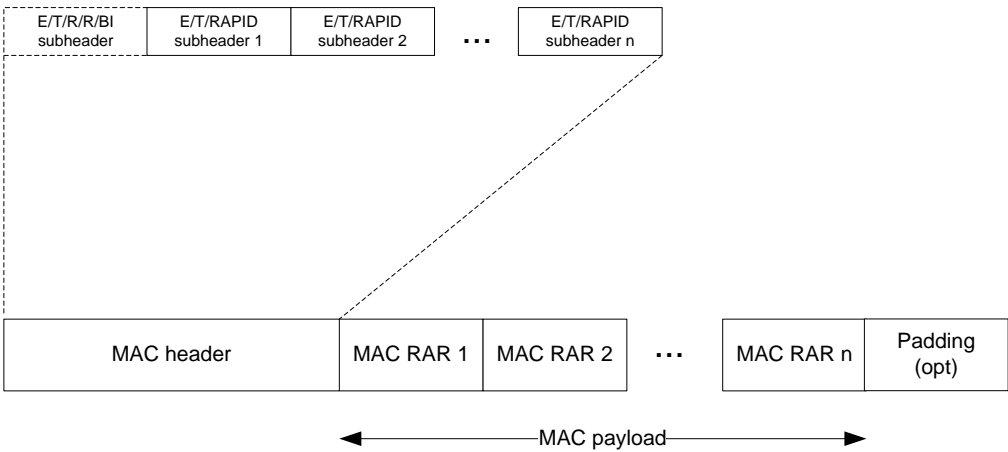 E/T/R/R/BI
subheader
E/T/RAPID
subheader 1
E/T/RAPID
subheader 2
...
E/T/RAPID
subheader n
MAC header
MAC RAR 1
MAC RAR 2
...
MAC RAR n
Padding
(opt)
MAC payload